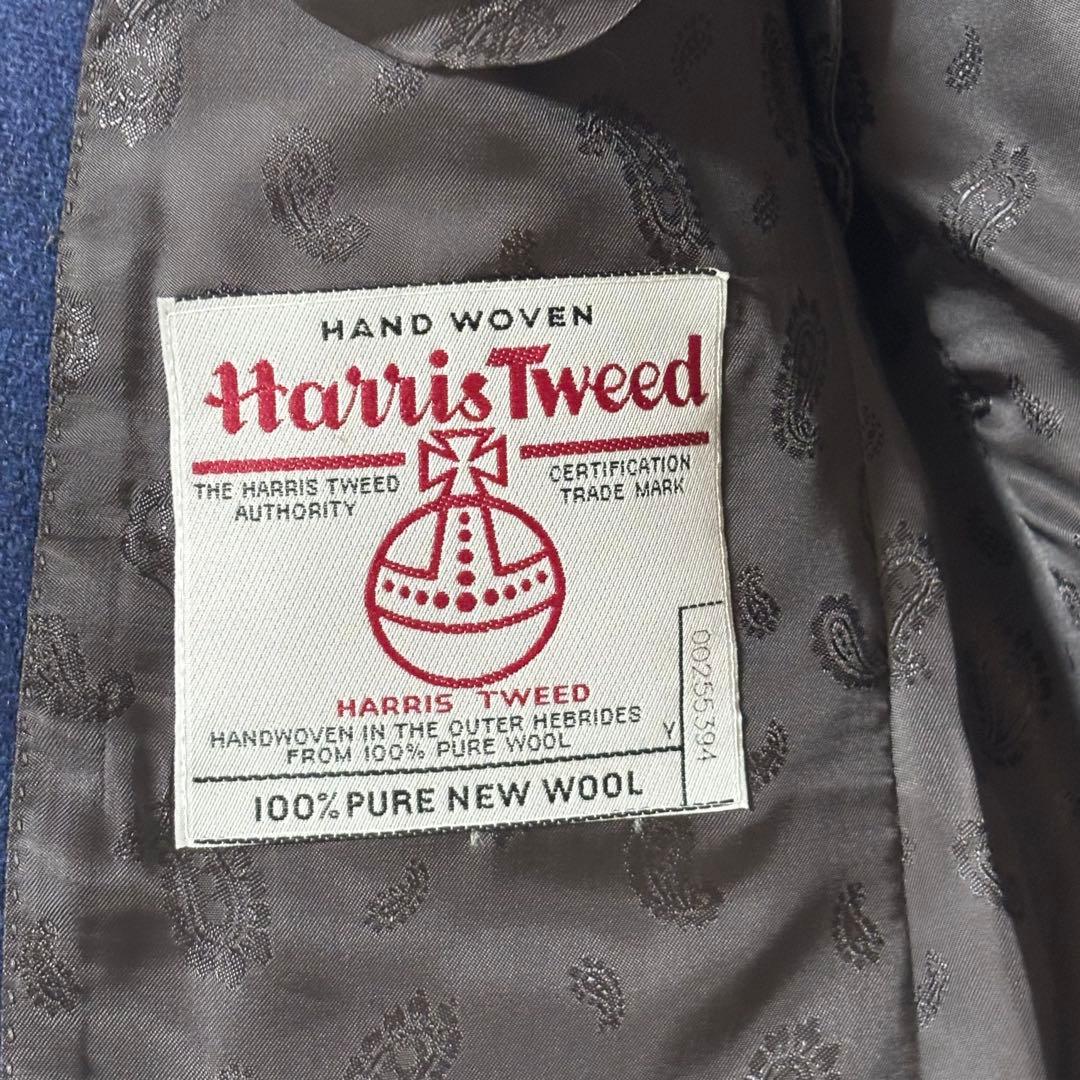 HAND WOVEN
Harris Tweed
THE HARRIS TWEED
AUTHORITY
CERTIFICATION
TRADE MARK
HARRIS TWEED
HANDWOVEN IN THE OUTER HEBRIDES
FROM 100% PURE WOOL
Y
100% PURE NEW WOOL
00255394